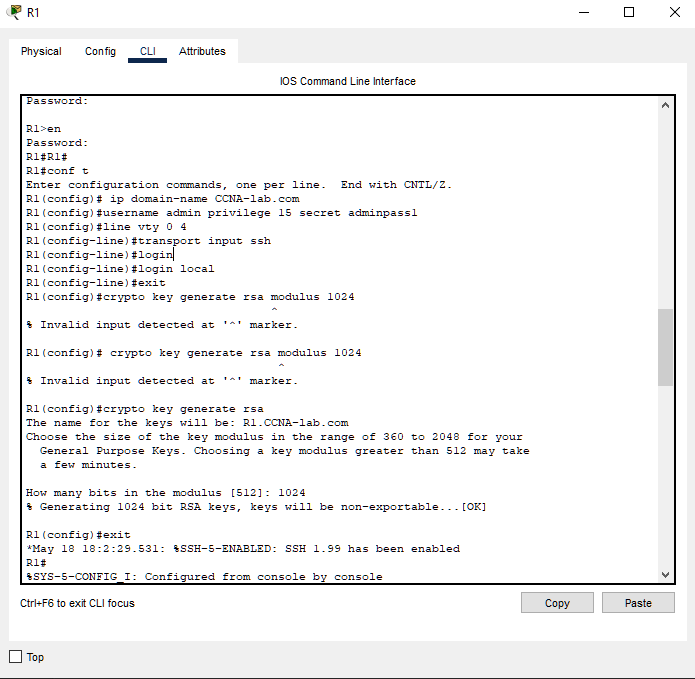 R1
Physical Config CLI Attributes
IOS Command Line Interface
Password:
R1>en
Password:
R1#R1#
R1#conf t
Enter configuration commands, one per line.  End with CNTL/Z.
R1(config)# ip domain-name CCNA-lab.com
R1(config)#username admin privilege 15 secret adminpass1
R1(config)#line vty 0 4
R1(config-line)#transport input ssh
R1(config-line)#login
R1(config-line)#login local
R1(config-line)#exit
R1(config)#crypto key generate rsa modulus 1024
^
% Invalid input detected at '^' marker.
R1(config)# crypto key generate rsa modulus 1024
^
% Invalid input detected at '^' marker.
R1(config)#crypto key generate rsa
The name for the keys will be: R1.CCNA-lab.com
Choose the size of the key modulus in the range of 360 to 2048 for your
General Purpose Keys. Choosing a key modulus greater than 512 may take
a few minutes.
How many bits in the modulus [512]: 1024
% Generating 1024 bit RSA keys, keys will be non-exportable...[OK]
R1(config)#exit
*May 18 18:2:29.531: %SSH-5-ENABLED: SSH 1.99 has been enabled
R1#
%SYS-5-CONFIG_I: Configured from console by console
Ctrl+F6 to exit CLI focus
Copy Paste
Top